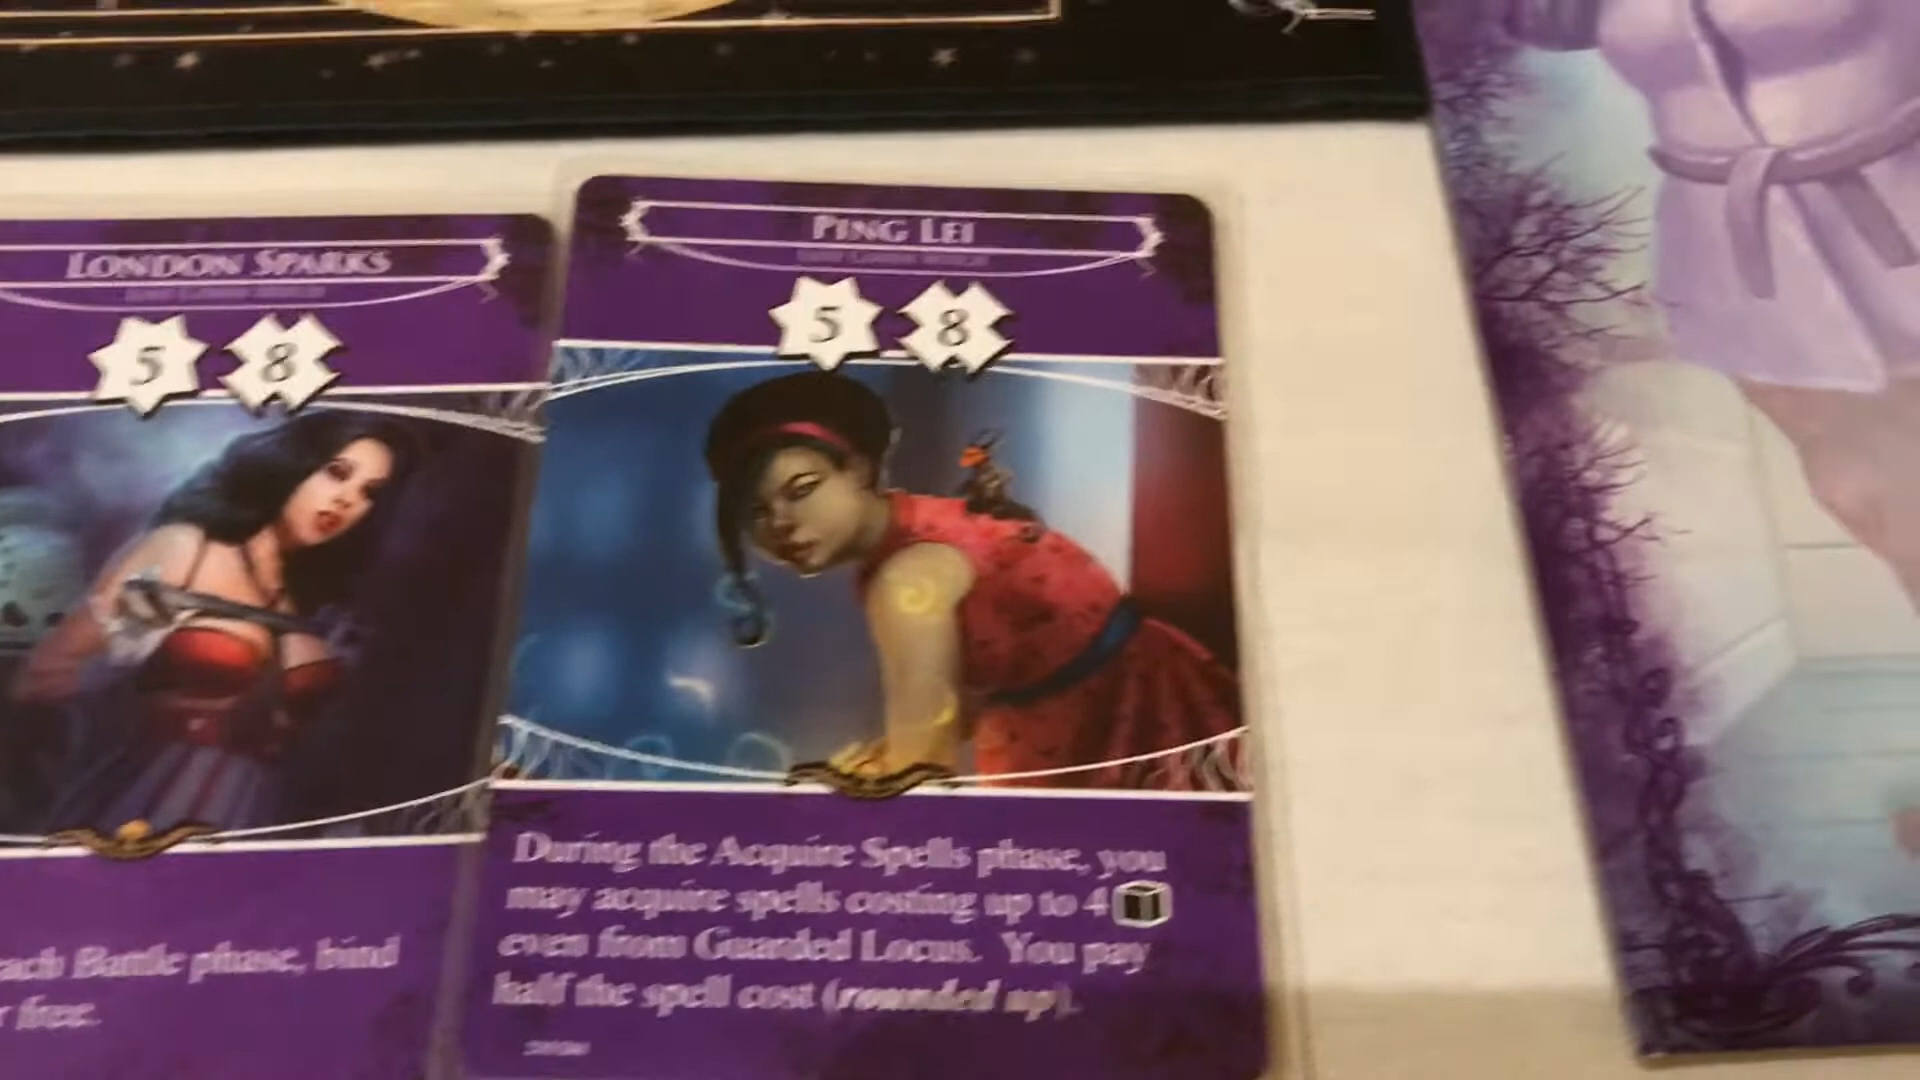 LONDON SPARKS
5 8
each Battle phase, bind
r free.
PING LEI
5 8
During the Acquire Spells phase, you
may acquire spells costing up to 4
even from Guarded Locus. You pay
half the spell cost (rounded up).